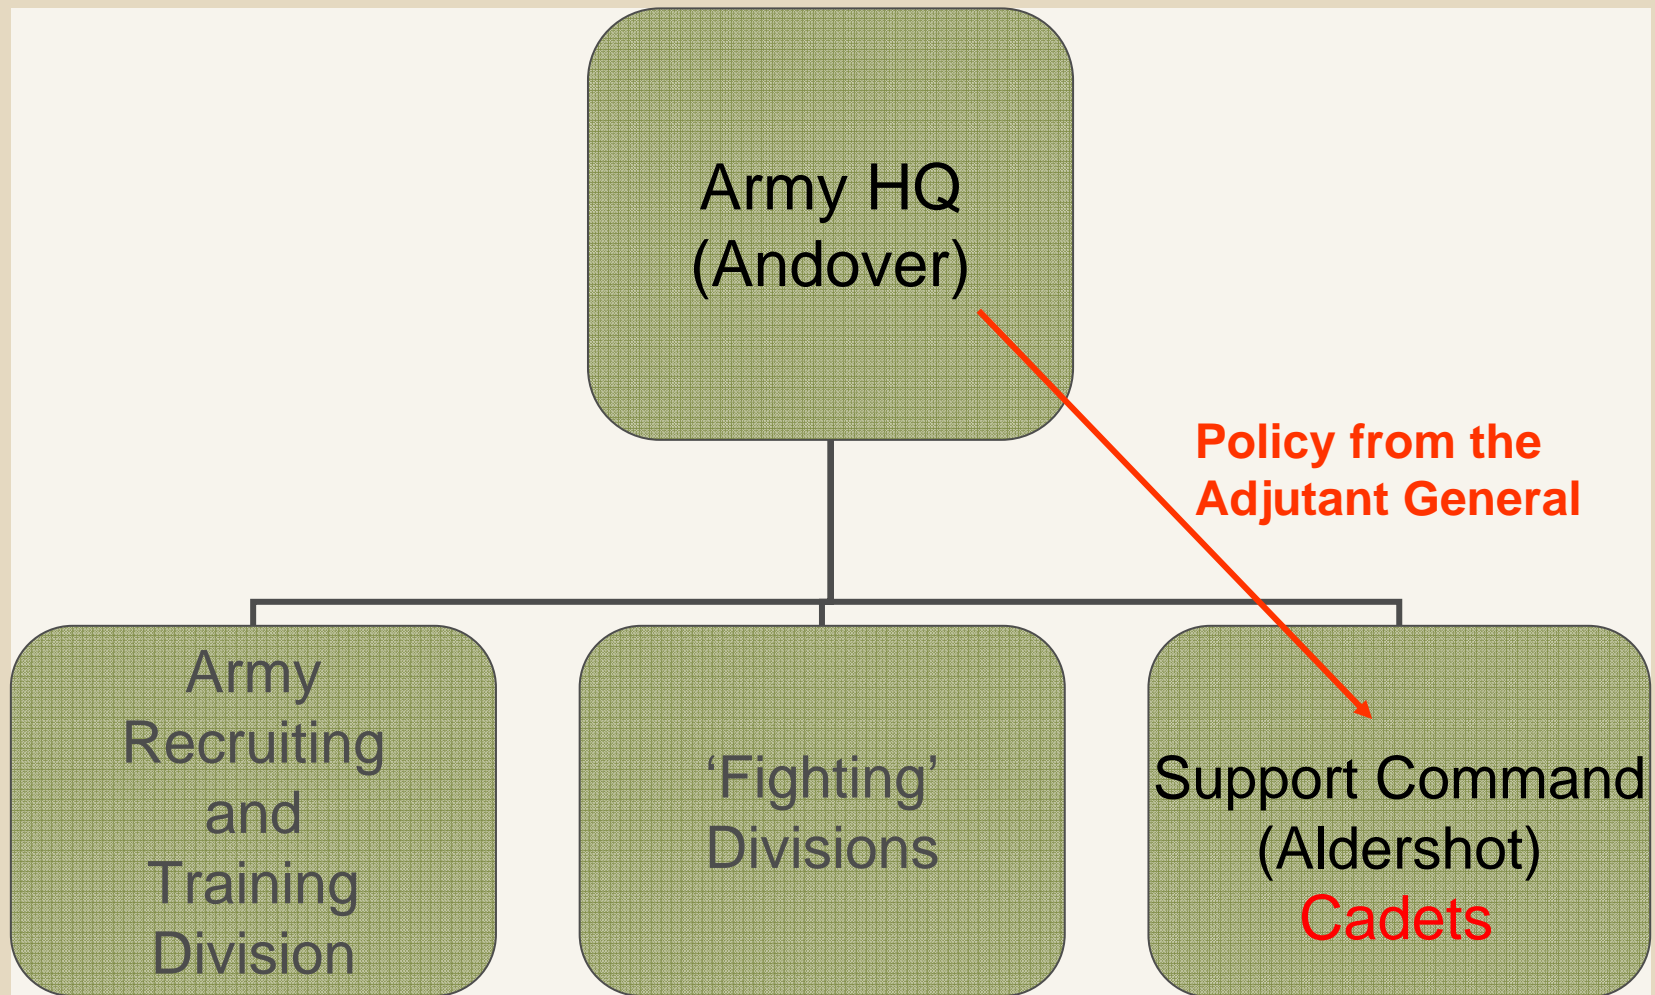 Army HQ
(Andover)
Policy from the
Adjutant General
Army
Recruiting
and
Training
Division
‘Fighting’
Divisions
Support Command
(Aldershot)
Cadets